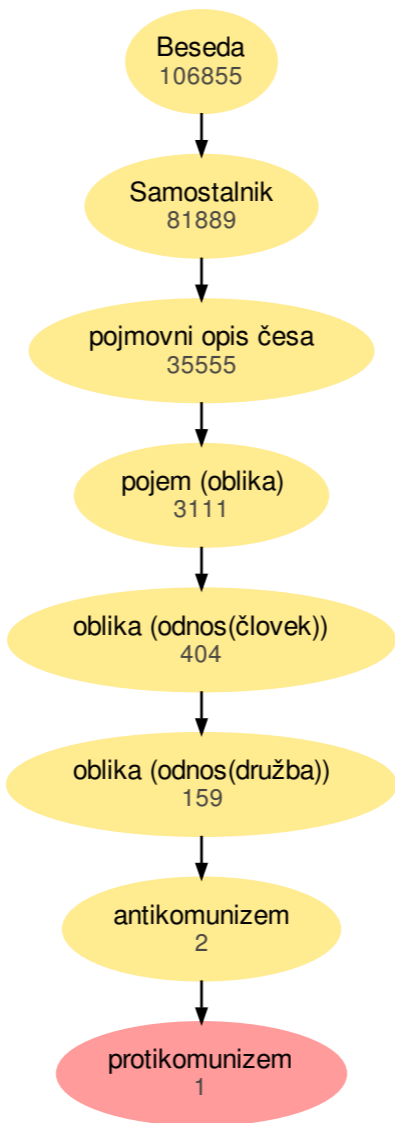 Beseda
106855
Samostalnik
81889
pojmovni opis česa
35555
pojem (oblika)
3111
oblika (odnos(človek))
404
oblika (odnos(družba))
159
antikomunizem
2
protikomunizem
1